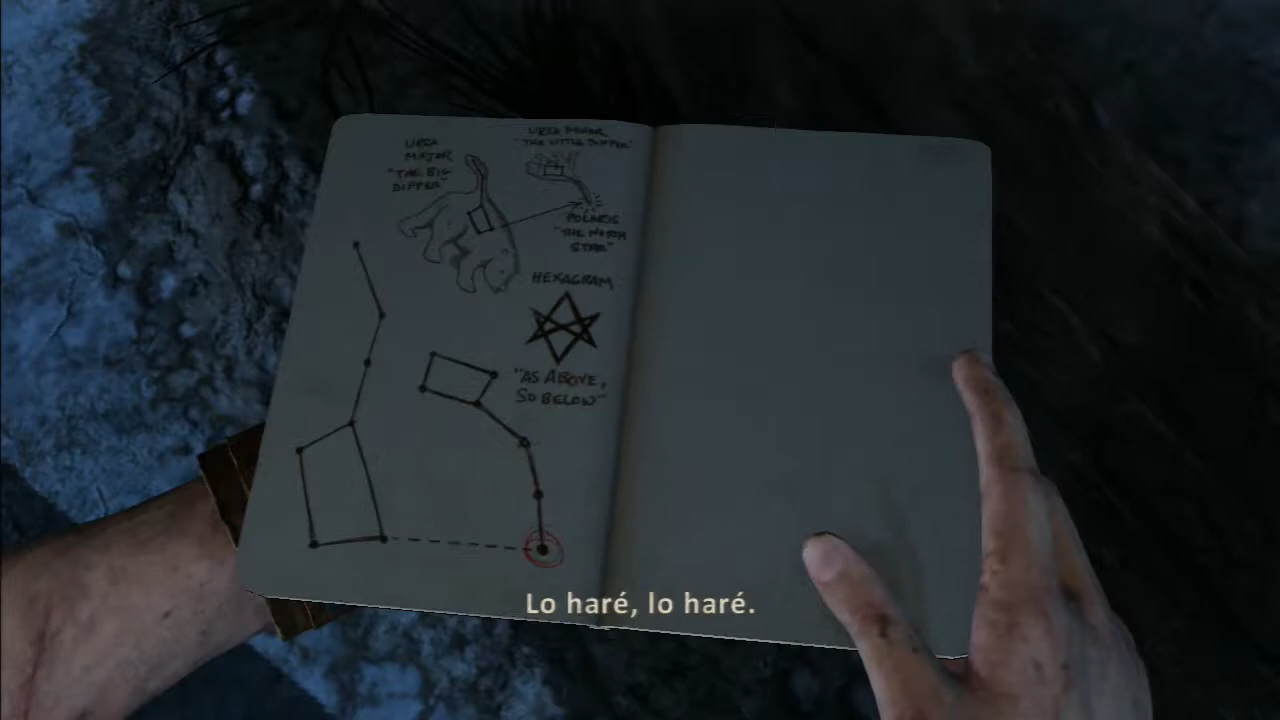 URSA
MAJOR
"THE BIG
DIPPER"
URSA MINOR
"THE LITTLE DIPPER"
POLARIS
"THE NORTH
STAR"
HEXAGRAM
"AS ABOVE,
SO BELOW"
Lo haré, lo haré.